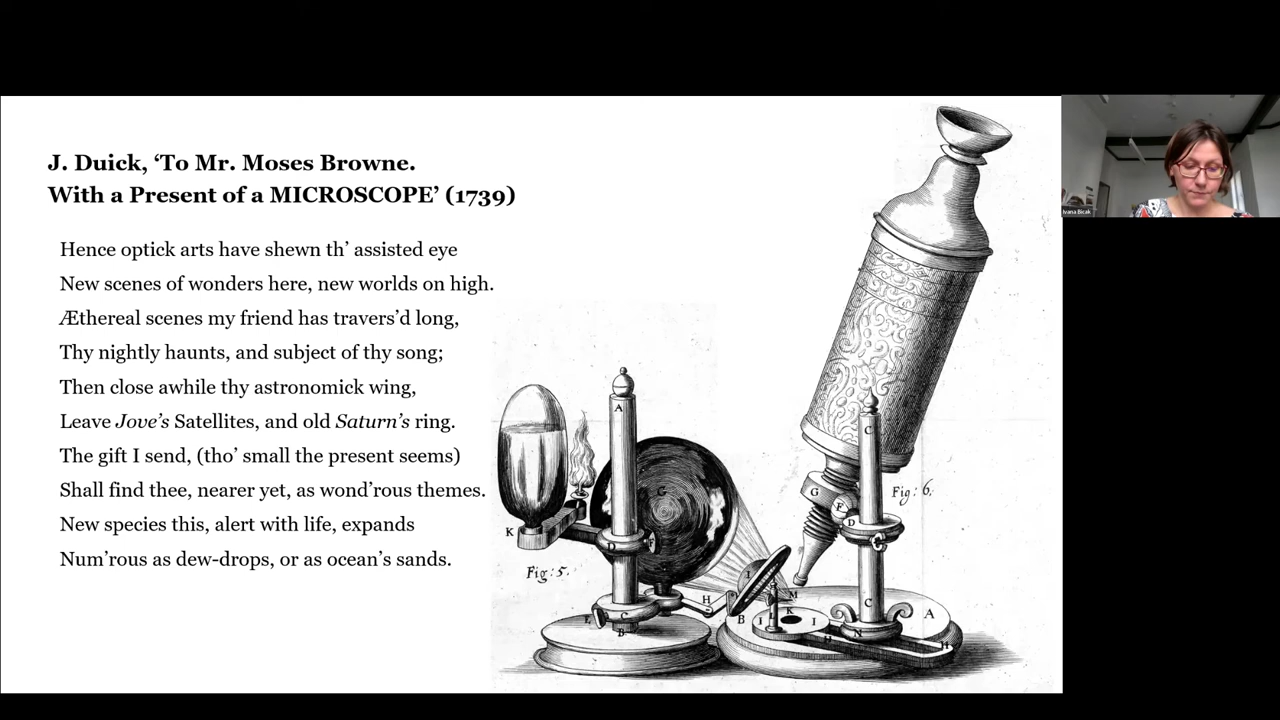 J. Duick, ‘To Mr. Moses Browne.
With a Present of a MICROSCOPE’ (1739)
Hence optick arts have shewn th’ assisted eye
New scenes of wonders here, new worlds on high.
Æthereal scenes my friend has travers’d long,
Thy nightly haunts, and subject of thy song;
Then close awhile thy astronomick wing,
Leave Jove’s Satellites, and old Saturn’s ring.
The gift I send, (tho’ small the present seems)
Shall find thee, nearer yet, as wond’rous themes.
New species this, alert with life, expands
Num’rous as dew-drops, or as ocean’s sands.
A
G
K
D
H
C
B
Fig: 5.
C
G
F
D
Fig: 6.
I
M
K
B
I
I
C
A
N
H
H
Ivana Bicak